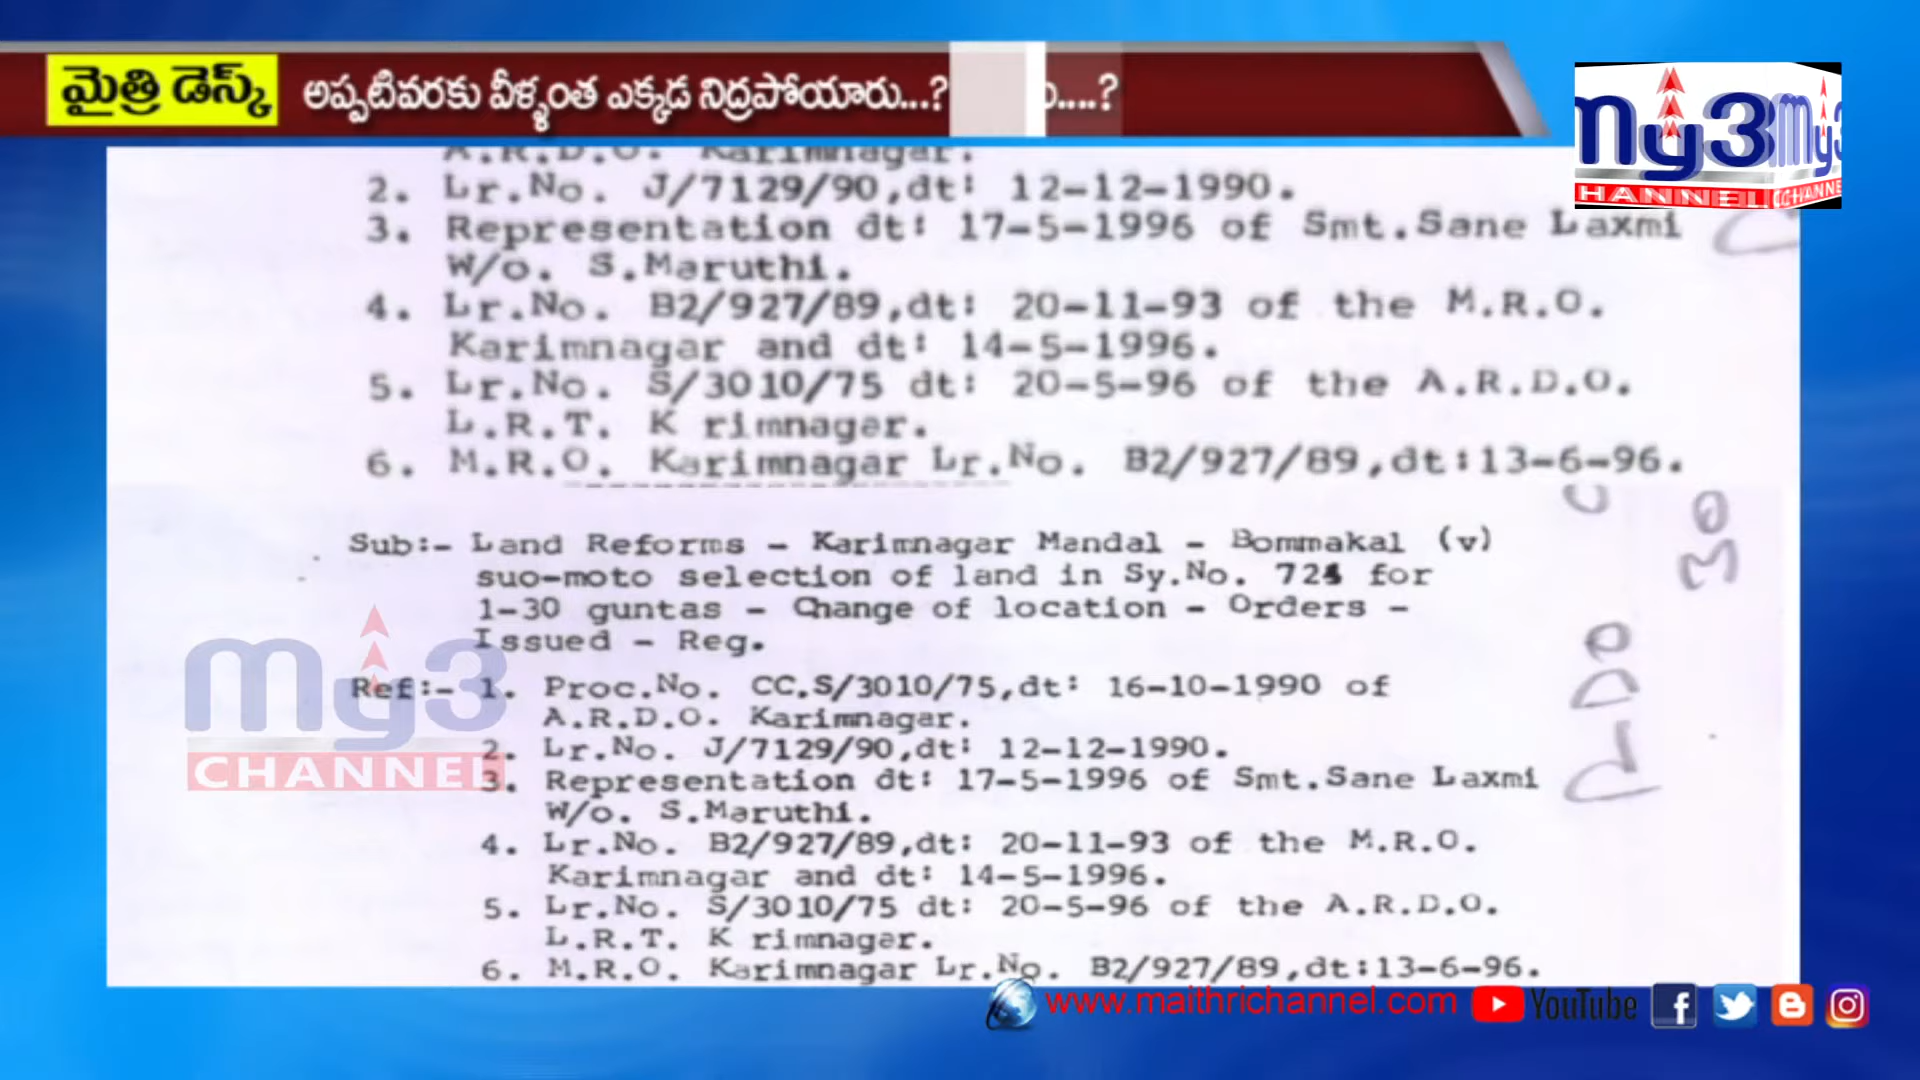 మైత్రి డెస్క్ అప్పటివరకు వీళ్ళంత ఎక్కడ నిద్రపోయారు...? ....?
my3
CHANNEL
A.R.D.O. Karimnagar.
2. Lr.No. J/7129/90,dt: 12-12-1990.
3. Representation dt: 17-5-1996 of Smt.Sane Laxmi
W/o. S.Maruthi.
4. Lr.No. B2/927/89,dt: 20-11-93 of the M.R.O.
Karimnagar and dt: 14-5-1996.
5. Lr.No. S/3010/75 dt: 20-5-96 of the A.R.D.O.
L.R.T. K rimnagar.
6. M.R.O. Karimnagar Lr.No. B2/927/89,dt:13-6-96.
Sub:- Land Reforms - Karimnagar Mandal - Bommakal (v)
suo-moto selection of land in Sy.No. for
1-30 guntas - Change of location - Orders -
Issued - Reg.
Ref:- 1. Proc.No. CC.S/3010/75,dt: 16-10-1990 of
A.R.D.O. Karimnagar.
2. Lr.No. J/7129/90,dt: 12-12-1990.
3. Representation dt: 17-5-1996 of Smt.Sane Laxmi
W/o. S.Maruthi.
4. Lr.No. B2/927/89,dt: 20-11-93 of the M.R.O.
Karimnagar and dt: 14-5-1996.
5. Lr.No. S/3010/75 dt: 20-5-96 of the A.R.D.O.
L.R.T. K rimnagar.
6. M.R.O. Karimnagar Lr.No. B2/927/89,dt:13-6-96.
my3
CHANNEL
www.maithrichannel.com YouTube